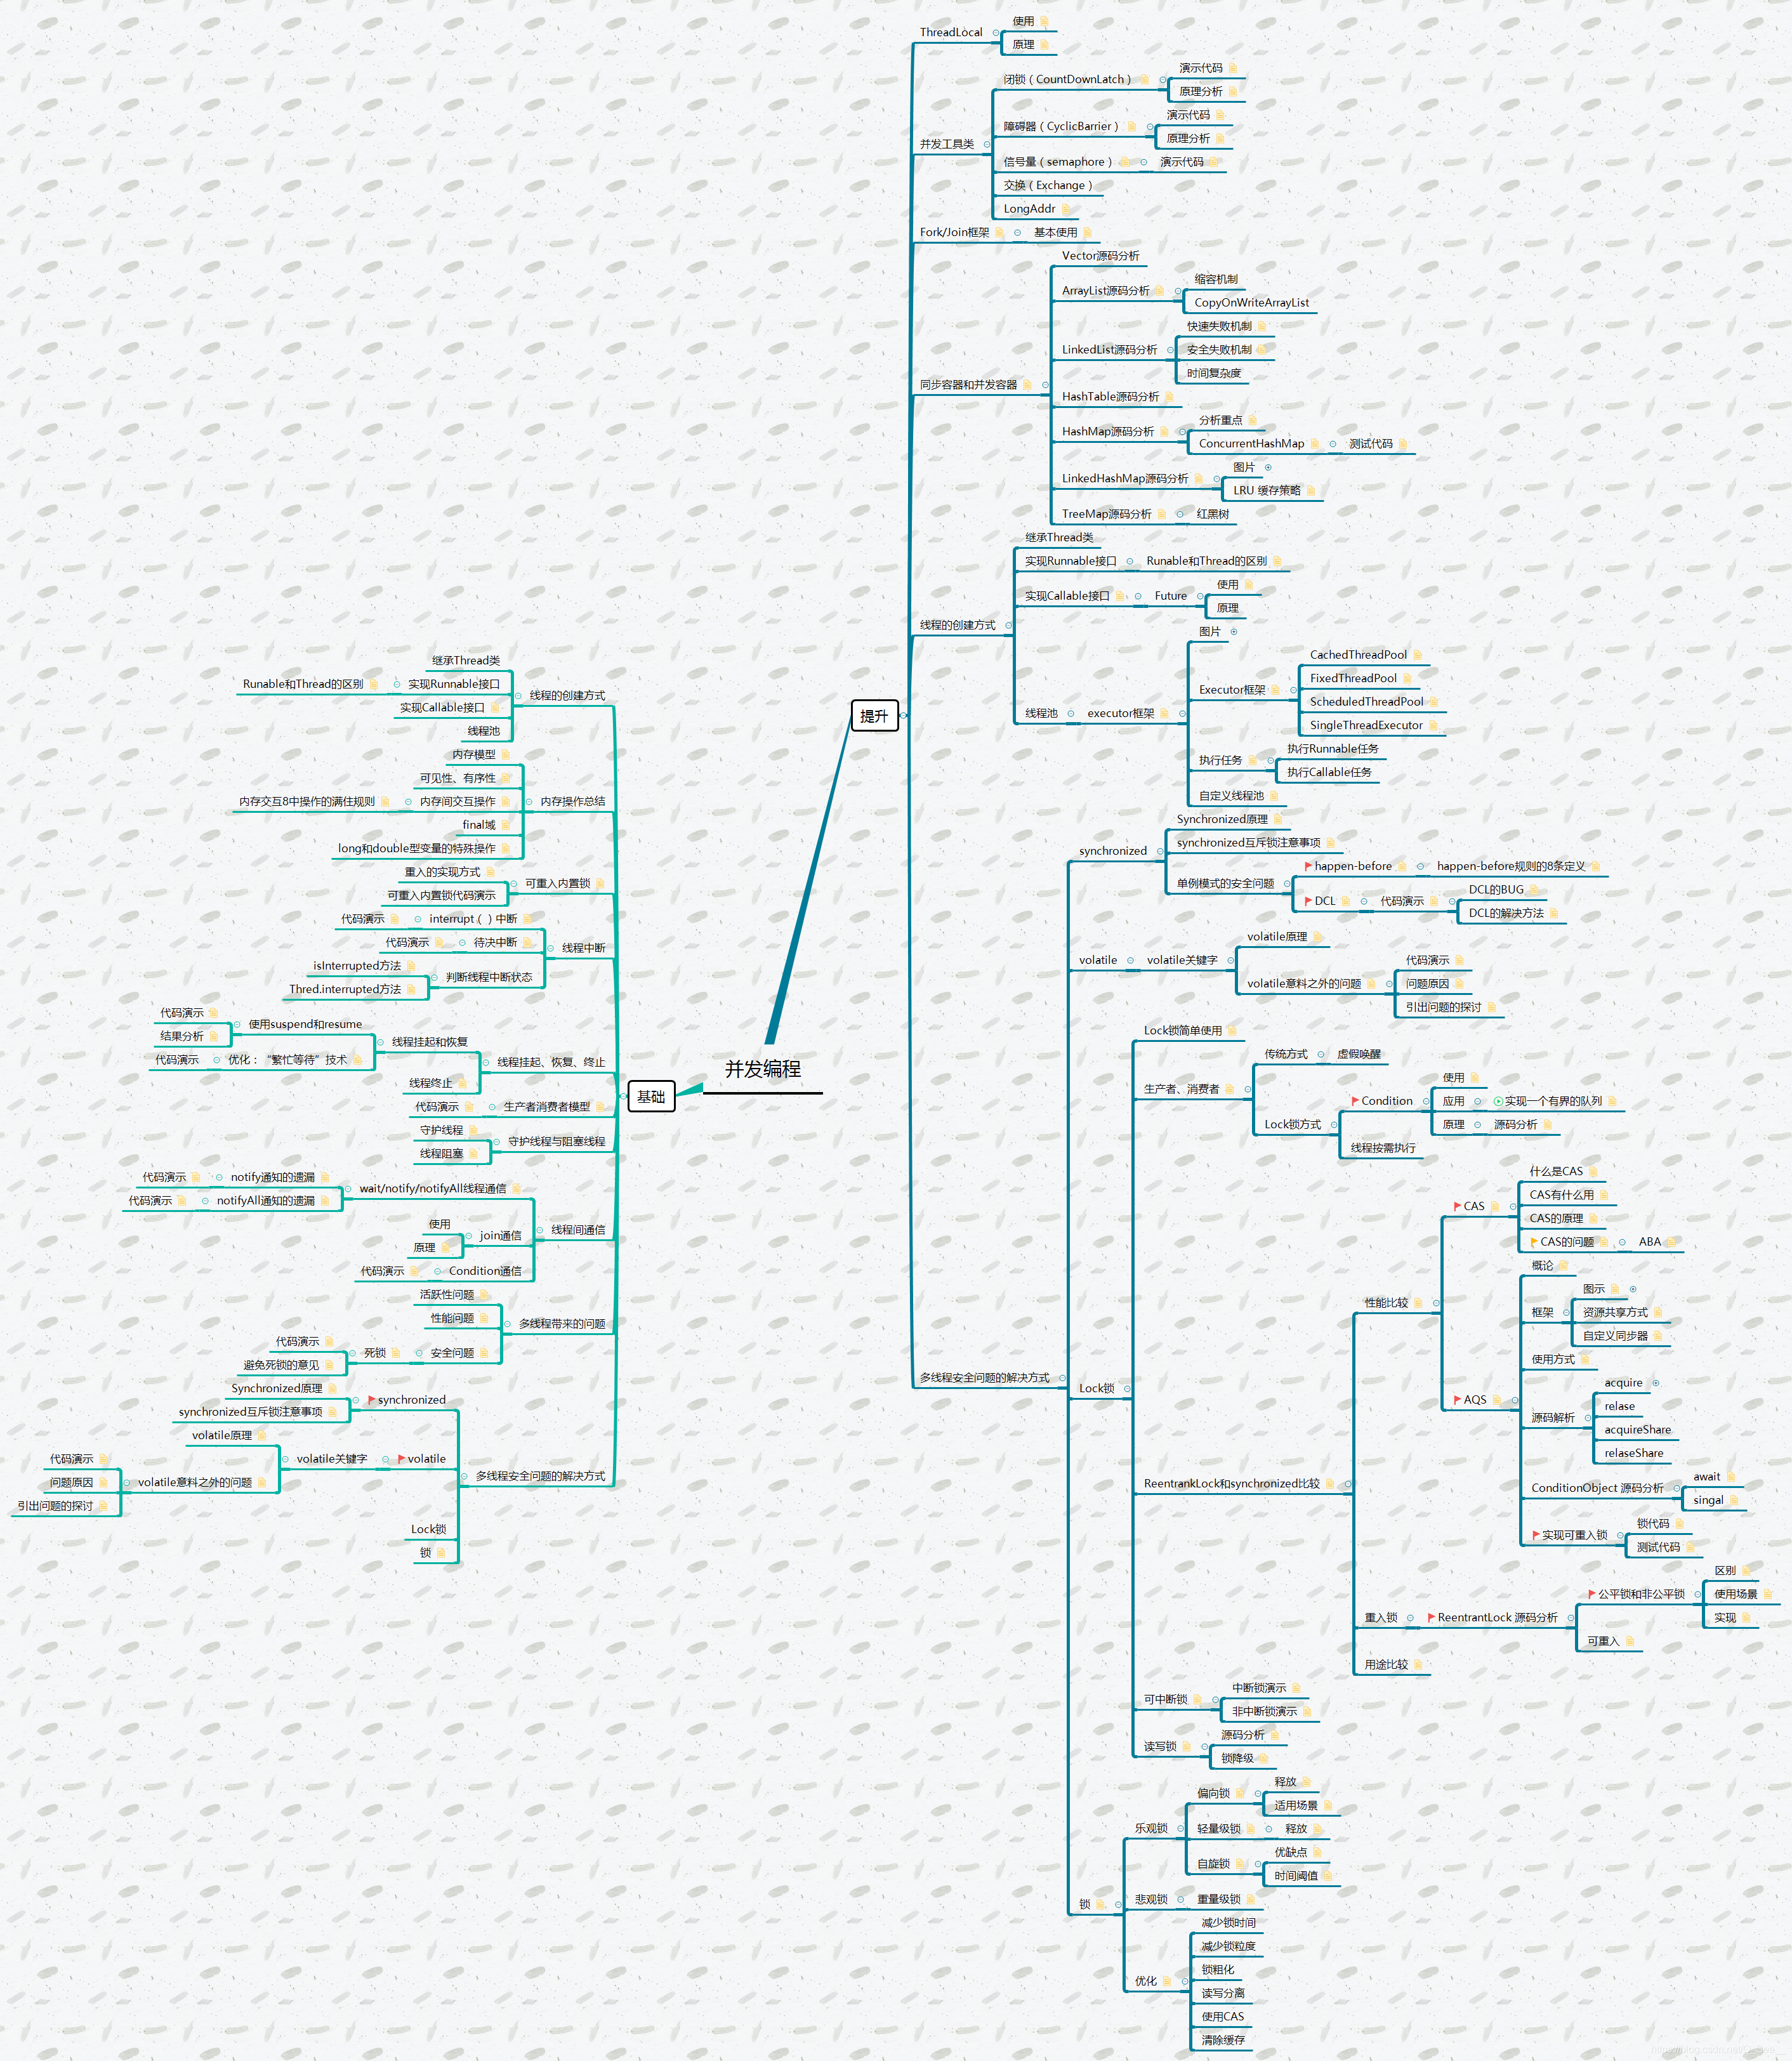 并发编程
提升
ThreadLocal
使用
原理
并发工具类
闭锁（CountDownLatch）
演示代码
原理分析
障碍器（CyclicBarrier）
演示代码
原理分析
信号量（semaphore）
演示代码
交换（Exchange）
LongAddr
Fork/Join框架
基本使用
同步容器和并发容器
Vector源码分析
ArrayList源码分析
缩容机制
CopyOnWriteArrayList
LinkedList源码分析
快速失败机制
安全失败机制
时间复杂度
HashTable源码分析
HashMap源码分析
分析重点
ConcurrentHashMap
测试代码
LinkedHashMap源码分析
图片
LRU 缓存策略
TreeMap源码分析
红黑树
线程的创建方式
继承Thread类
实现Runnable接口
Runable和Thread的区别
实现Callable接口
Future
使用
原理
线程池
executor框架
图片
Executor框架
CachedThreadPool
FixedThreadPool
ScheduledThreadPool
SingleThreadExecutor
执行任务
执行Runnable任务
执行Callable任务
自定义线程池
多线程安全问题的解决方式
synchronized
Synchronized原理
synchronized互斥锁注意事项
单例模式的安全问题
happen-before
happen-before规则的8条定义
DCL
代码演示
DCL的BUG
DCL的解决方法
volatile
volatile关键字
volatile原理
volatile意料之外的问题
代码演示
问题原因
引出问题的探讨
Lock锁
Lock锁简单使用
生产者、消费者
传统方式
虚假唤醒
Lock锁方式
Condition
使用
应用
实现一个有界的队列
原理
源码分析
线程按需执行
ReentrankLock和synchronized比较
性能比较
CAS
什么是CAS
CAS有什么用
CAS的原理
CAS的问题
ABA
AQS
概论
框架
图示
资源共享方式
自定义同步器
使用方式
源码解析
acquire
relase
acquireShare
relaseShare
ConditionObject 源码分析
await
singal
实现可重入锁
锁代码
测试代码
重入锁
ReentrantLock 源码分析
公平锁和非公平锁
区别
使用场景
实现
可重入
用途比较
可中断锁
中断锁演示
非中断锁演示
读写锁
源码分析
锁降级
锁
乐观锁
偏向锁
释放
适用场景
轻量级锁
释放
自旋锁
优缺点
时间阈值
悲观锁
重量级锁
优化
减少锁时间
减少锁粒度
锁粗化
读写分离
使用CAS
清除缓存
基础
线程的创建方式
继承Thread类
实现Runnable接口
Runable和Thread的区别
实现Callable接口
线程池
内存操作总结
内存模型
可见性、有序性
内存间交互操作
内存交互8中操作的满住规则
final域
long和double型变量的特殊操作
可重入内置锁
重入的实现方式
可重入内置锁代码演示
线程中断
interrupt（ ）中断
代码演示
待决中断
代码演示
判断线程中断状态
isInterrupted方法
Thred.interrupted方法
线程挂起、恢复、终止
线程挂起和恢复
使用suspend和resume
代码演示
结果分析
优化：“繁忙等待”技术
代码演示
线程终止
生产者消费者模型
代码演示
守护线程与阻塞线程
守护线程
线程阻塞
线程间通信
wait/notify/notifyAll线程通信
notify通知的遗漏
代码演示
notifyAll通知的遗漏
代码演示
join通信
使用
原理
Condition通信
代码演示
多线程带来的问题
活跃性问题
性能问题
安全问题
死锁
代码演示
避免死锁的意见
多线程安全问题的解决方式
synchronized
Synchronized原理
synchronized互斥锁注意事项
volatile
volatile关键字
volatile原理
volatile意料之外的问题
代码演示
问题原因
引出问题的探讨
Lock锁
锁